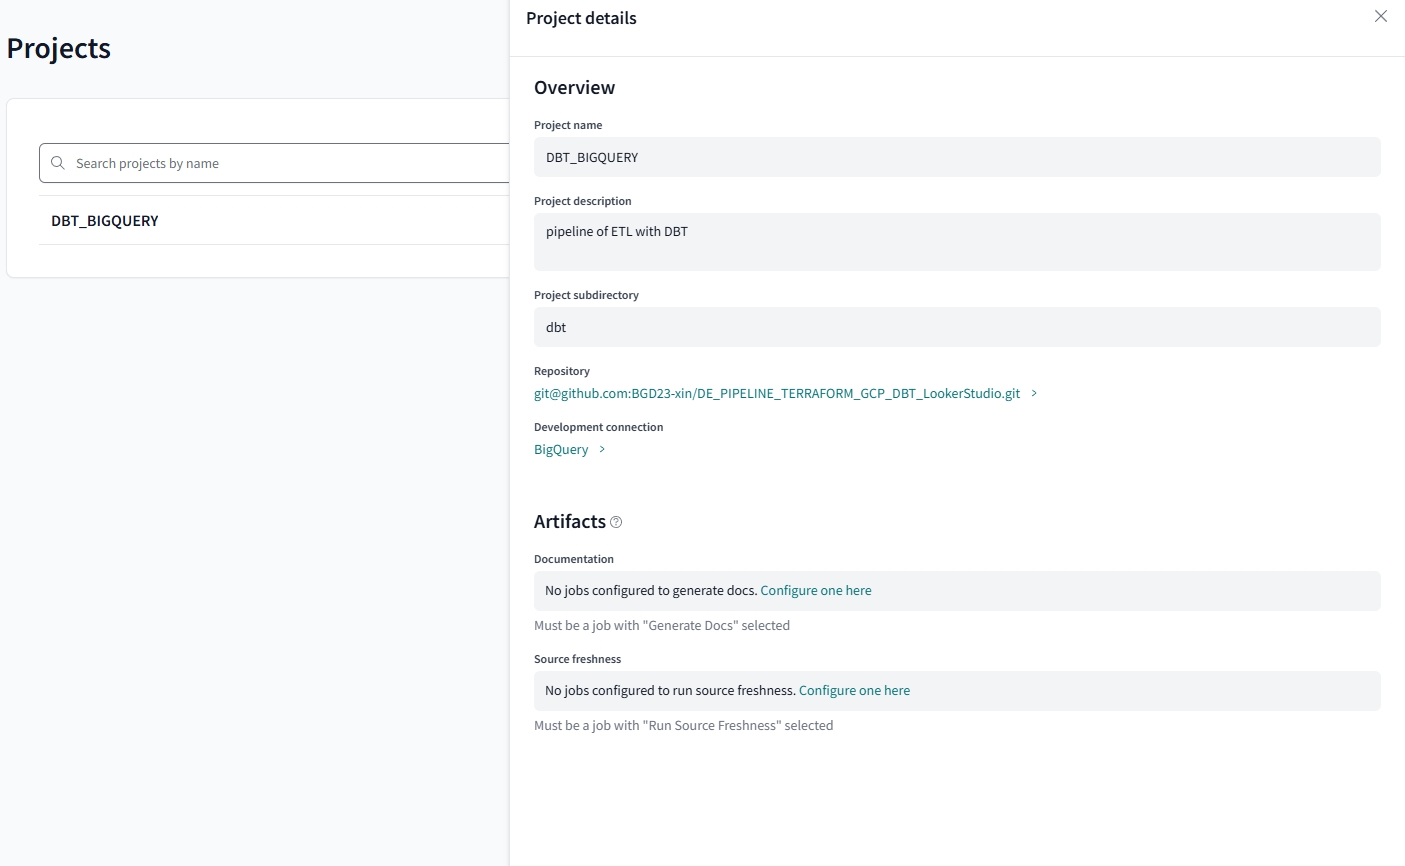 Projects
Search projects by name
DBT_BIGQUERY
Project details
Overview
Project name
DBT_BIGQUERY
Project description
pipeline of ETL with DBT
Project subdirectory
dbt
Repository
git@github.com:BGD23-xin/DE_PIPELINE_TERRAFORM_GCP_DBT_LookerStudio.git
Development connection
BigQuery
Artifacts
Documentation
No jobs configured to generate docs. Configure one here
Must be a job with "Generate Docs" selected
Source freshness
No jobs configured to run source freshness. Configure one here
Must be a job with "Run Source Freshness" selected